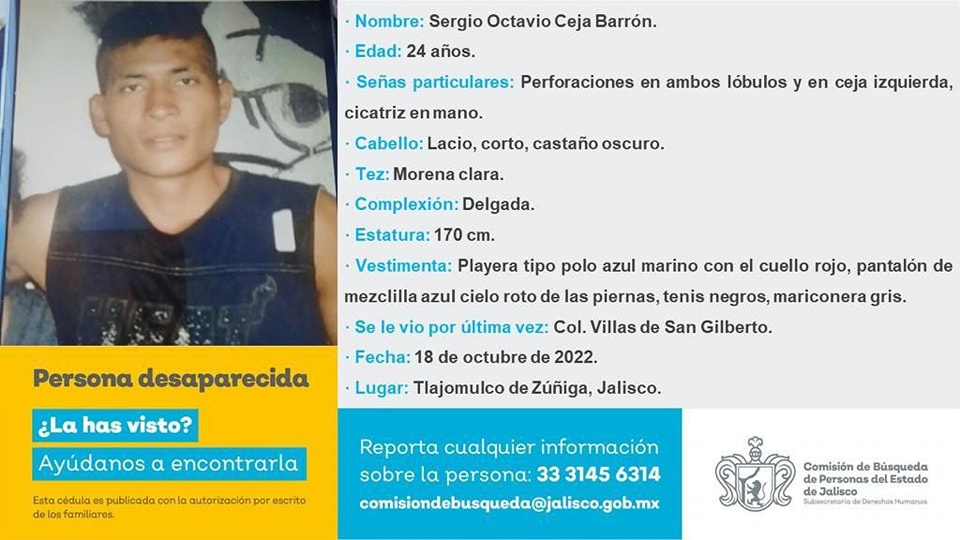 · Nombre: Sergio Octavio Ceja Barrón.
· Edad: 24 años.
· Señas particulares: Perforaciones en ambos lóbulos y en ceja izquierda,
cicatriz en mano.
· Cabello: Lacio, corto, castaño oscuro.
· Tez: Morena clara.
· Complexión: Delgada.
· Estatura: 170 cm.
· Vestimenta: Playera tipo polo azul marino con el cuello rojo, pantalón de
mezclilla azul cielo roto de las piernas, tenis negros, mariconera gris.
· Se le vio por última vez: Col. Villas de San Gilberto.
· Fecha: 18 de octubre de 2022.
· Lugar: Tlajomulco de Zúñiga, Jalisco.
Persona desaparecida
¿La has visto?
Ayúdanos a encontrarla
Esta cédula es publicada con la autorización por escrito
de los familiares.
Reporta cualquier información
sobre la persona: 33 3145 6314
comisiondebusqueda@jalisco.gob.mx
Comisión de Búsqueda
de Personas del Estado
de Jalisco
Subsecretaría de Derechos Humanos